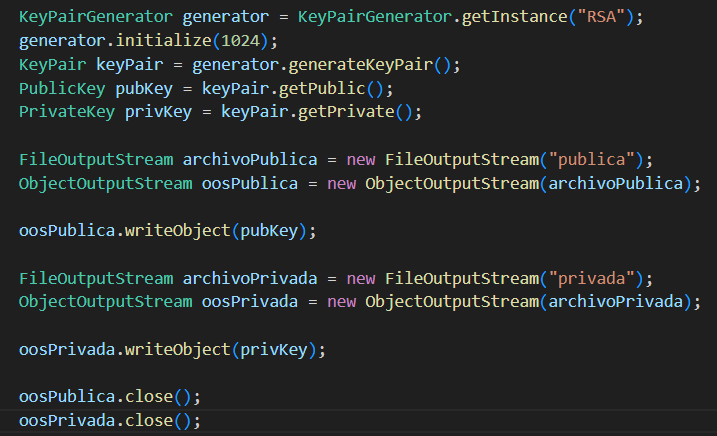 KeyPairGenerator generator = KeyPairGenerator.getInstance("RSA");
generator.initialize(1024);
KeyPair keyPair = generator.generateKeyPair();
PublicKey pubKey = keyPair.getPublic();
PrivateKey privKey = keyPair.getPrivate();
FileOutputStream archivoPublica = new FileOutputStream("publica");
ObjectOutputStream oosPublica = new ObjectOutputStream(archivoPublica);
oosPublica.writeObject(pubKey);
FileOutputStream archivoPrivada = new FileOutputStream("privada");
ObjectOutputStream oosPrivada = new ObjectOutputStream(archivoPrivada);
oosPrivada.writeObject(privKey);
oosPublica.close();
oosPrivada.close();